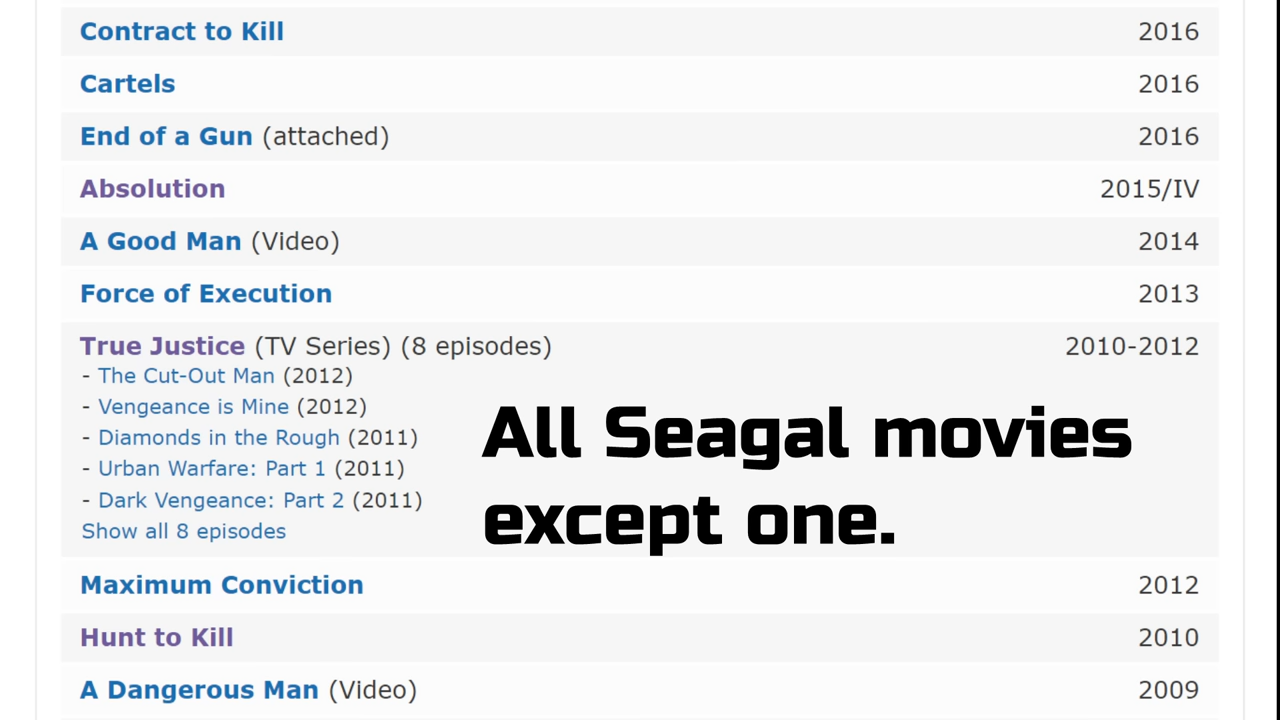 Contract to Kill 2016
Cartels 2016
End of a Gun (attached) 2016
Absolution 2015/IV
A Good Man (Video) 2014
Force of Execution 2013
True Justice (TV Series) (8 episodes) 2010-2012
- The Cut-Out Man (2012)
- Vengeance is Mine (2012)
- Diamonds in the Rough (2011)
- Urban Warfare: Part 1 (2011)
- Dark Vengeance: Part 2 (2011)
Show all 8 episodes
All Seagal movies
except one.
Maximum Conviction 2012
Hunt to Kill 2010
A Dangerous Man (Video) 2009